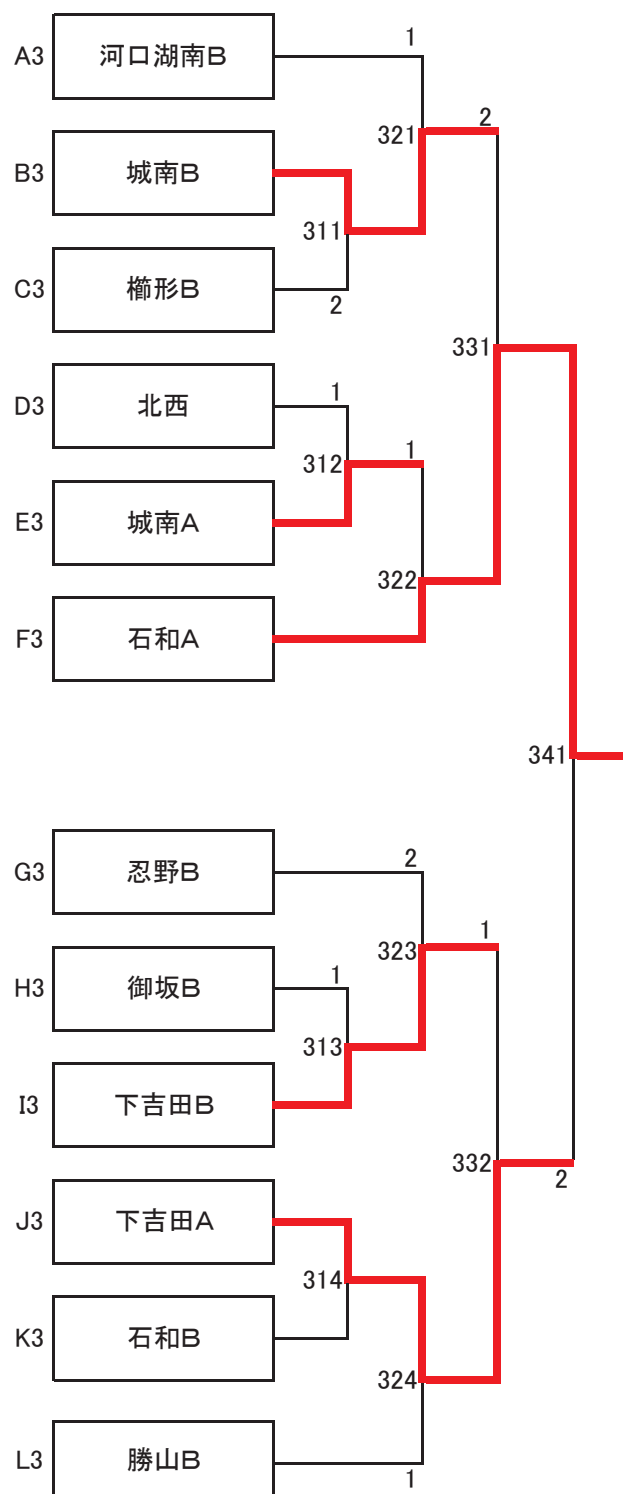 1
A3 河口湖南B
2
321
B3 城南B
311
C3 櫛形B
2
331
D3 北西
1
1
312
E3 城南A
322
F3 石和A
341
G3 忍野B
2
1
323
H3 御坂B
1
313
I3 下吉田B
332
2
J3 下吉田A
314
K3 石和B
324
L3 勝山B
1